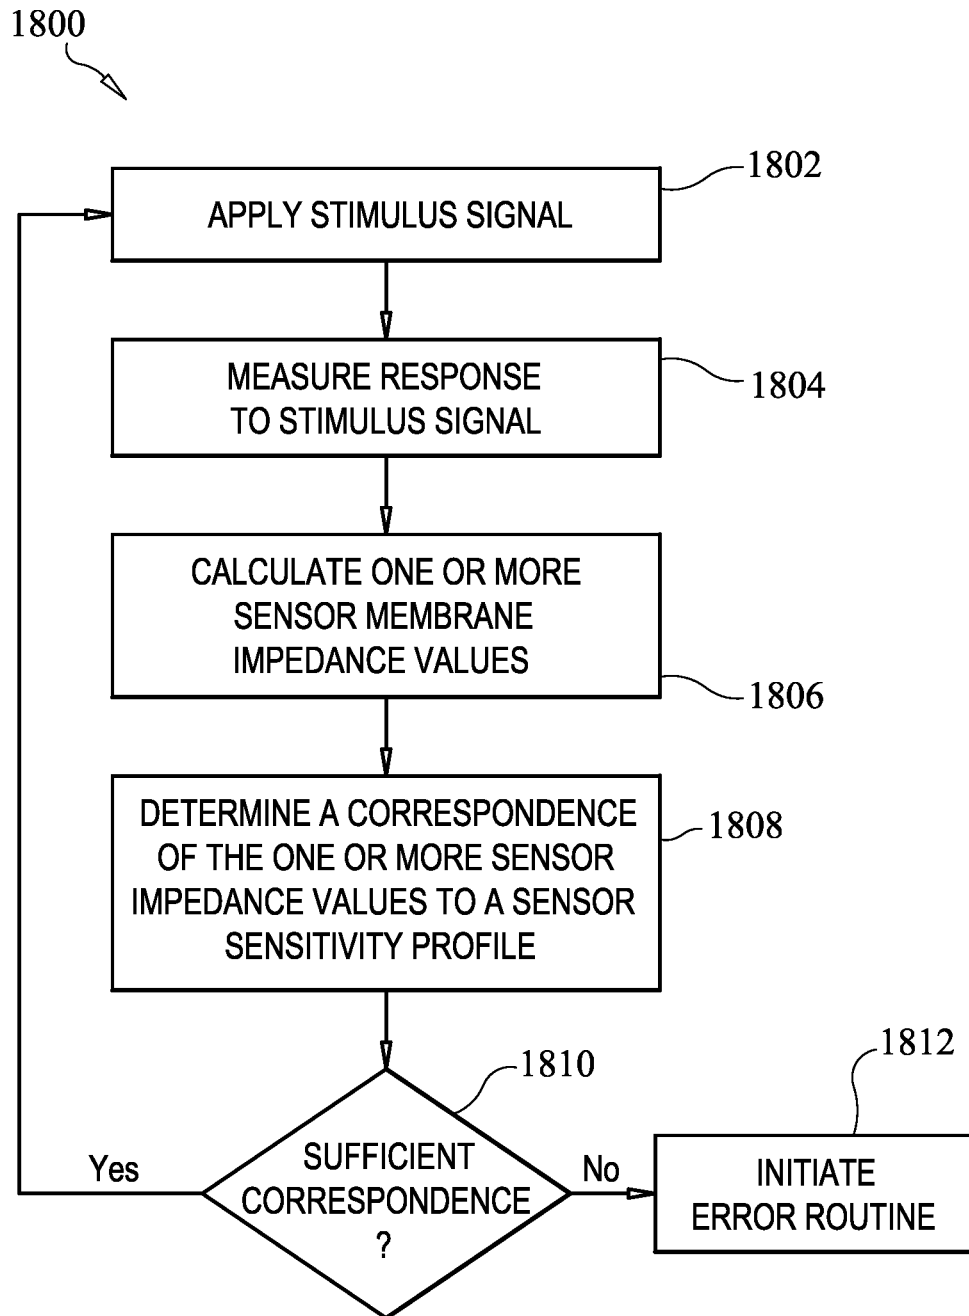 1800
1802
APPLY STIMULUS SIGNAL
MEASURE RESPONSE
TO STIMULUS SIGNAL
1804
CALCULATE ONE OR MORE
SENSOR MEMBRANE
IMPEDANCE VALUES
1806
DETERMINE A CORRESPONDENCE
OF THE ONE OR MORE SENSOR
IMPEDANCE VALUES TO A SENSOR
SENSITIVITY PROFILE
1808
1810
SUFFICIENT
CORRESPONDENCE
?
Yes
No
1812
INITIATE
ERROR ROUTINE